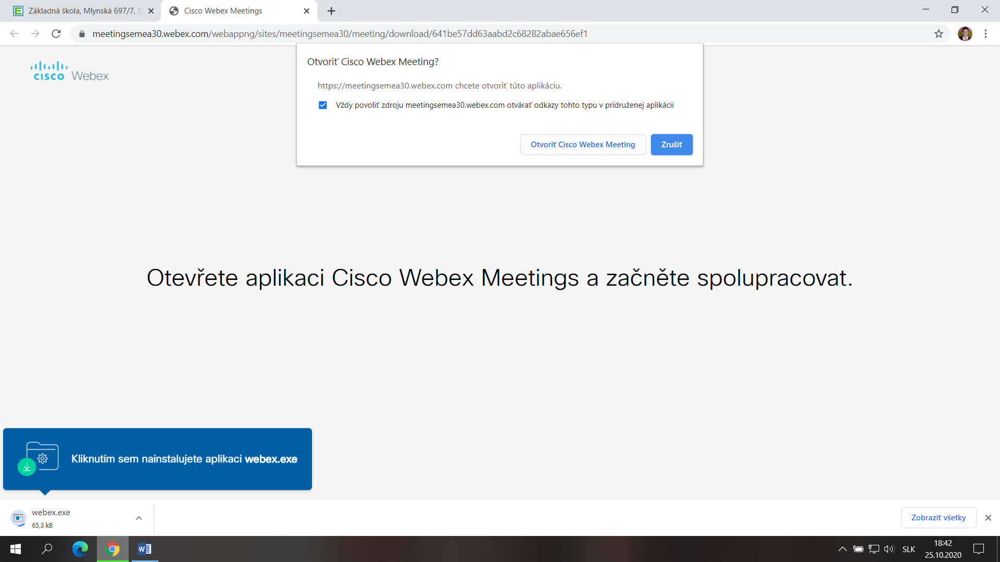 Základná škola, Mlynská 697/7, S
Cisco Webex Meetings
meetingsemea30.webex.com/webappng/sites/meetingsemea30/meeting/download/641be57dd63aabd2c68282abae656ef1
cisco Webex
Otvoriť Cisco Webex Meeting?
https://meetingsemea30.webex.com chcete otvoriť túto aplikáciu.
Vždy povoliť zdroju meetingsemea30.webex.com otvárať odkazy tohto typu v pridruženej aplikácii
Otvoriť Cisco Webex Meeting
Zrušiť
Otevřete aplikaci Cisco Webex Meetings a začněte spolupracovat.
Kliknutím sem nainstalujete aplikaci webex.exe
webex.exe
65,3 kB
Zobraziť všetky
SLK
18:42
25.10.2020